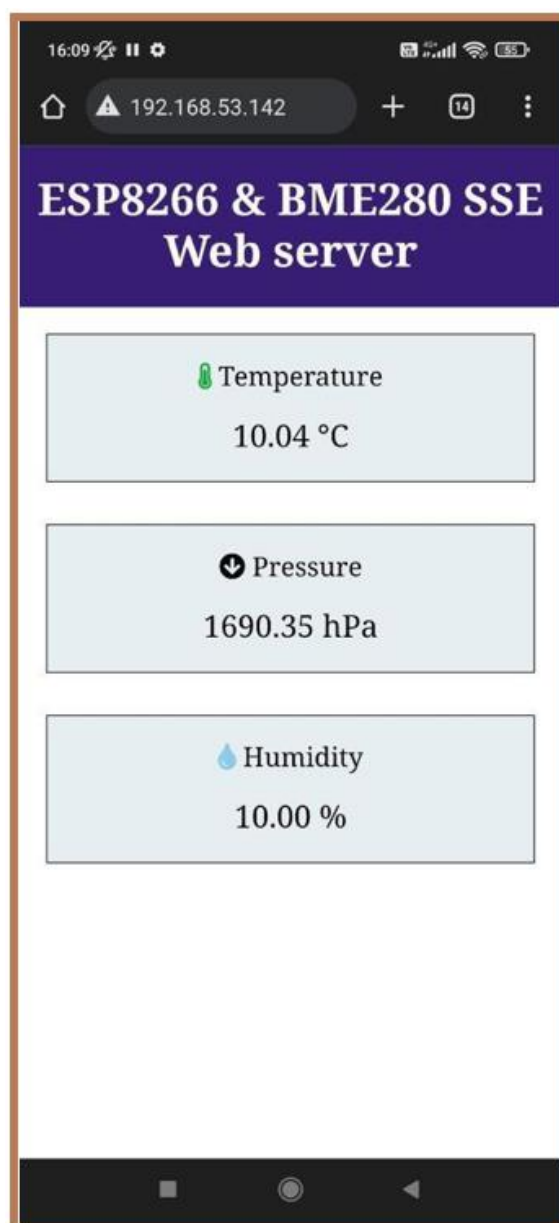 16:09
55
192.168.53.142
14
ESP8266 & BME280 SSE
Web server
Temperature
10.04 °C
Pressure
1690.35 hPa
Humidity
10.00 %